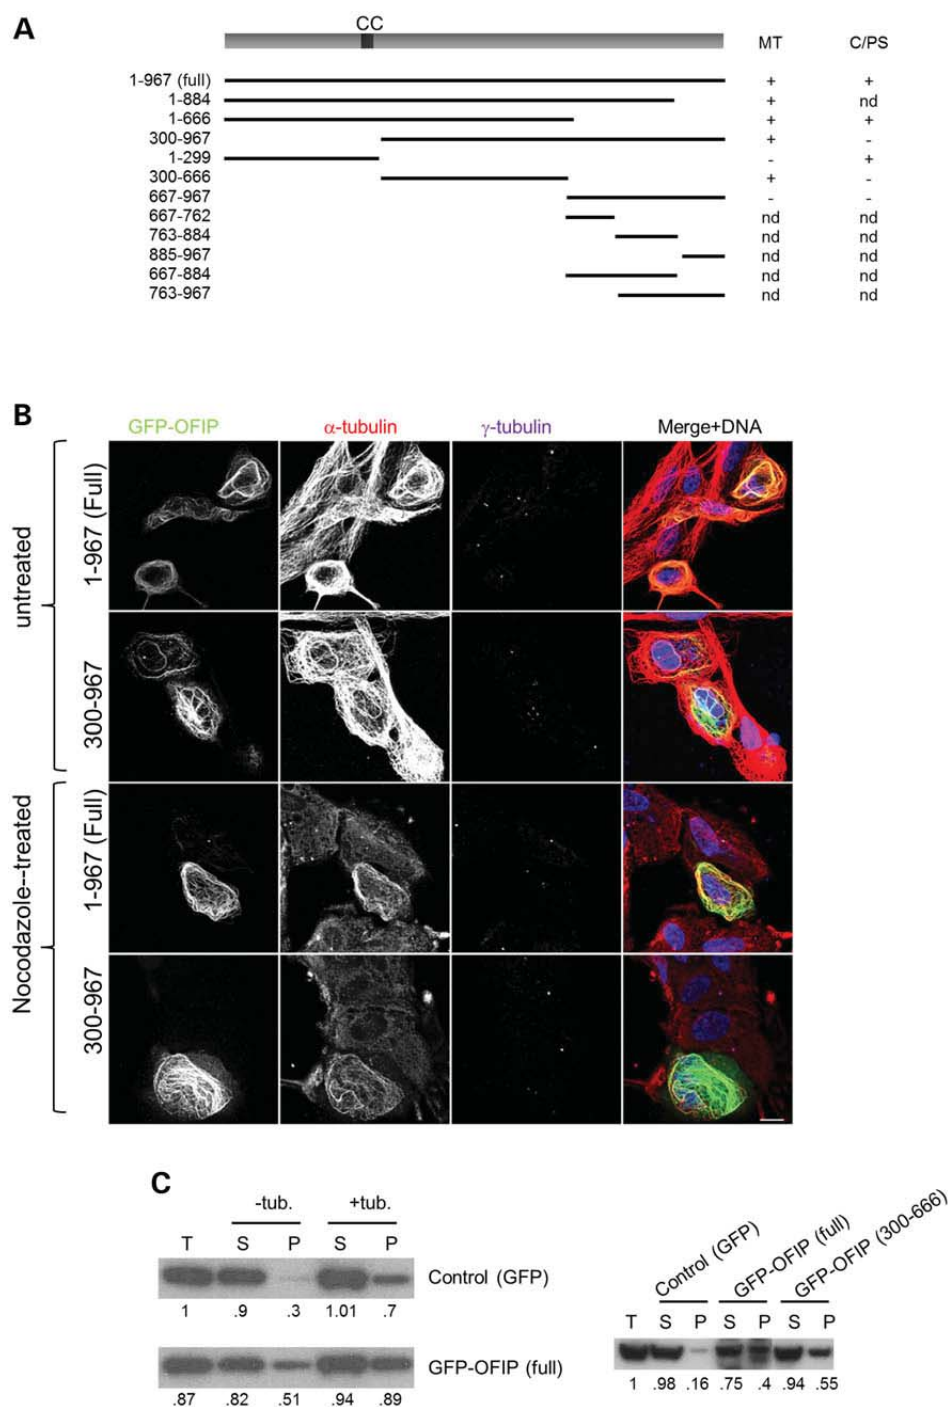 A
CC
MT C/PS
1-967 (full) + +
1-884 + nd
1-666 + +
300-967 + -
1-299 - +
300-666 + -
667-967 - -
667-762 nd nd
763-884 nd nd
885-967 nd nd
667-884 nd nd
763-967 nd nd
B
GFP-OFIP α-tubulin γ-tubulin Merge+DNA
untreated
1-967 (Full)
300-967
Nocodazole--treated
1-967 (Full)
300-967
C
-tub. +tub.
T S P S P
Control (GFP)
1 .9 .3 1.01 .7
GFP-OFIP (full)
.87 .82 .51 .94 .89
Control (GFP)
GFP-OFIP (full)
GFP-OFIP (300-666)
T S P S P S P
1 .98 .16 .75 .4 .94 .55